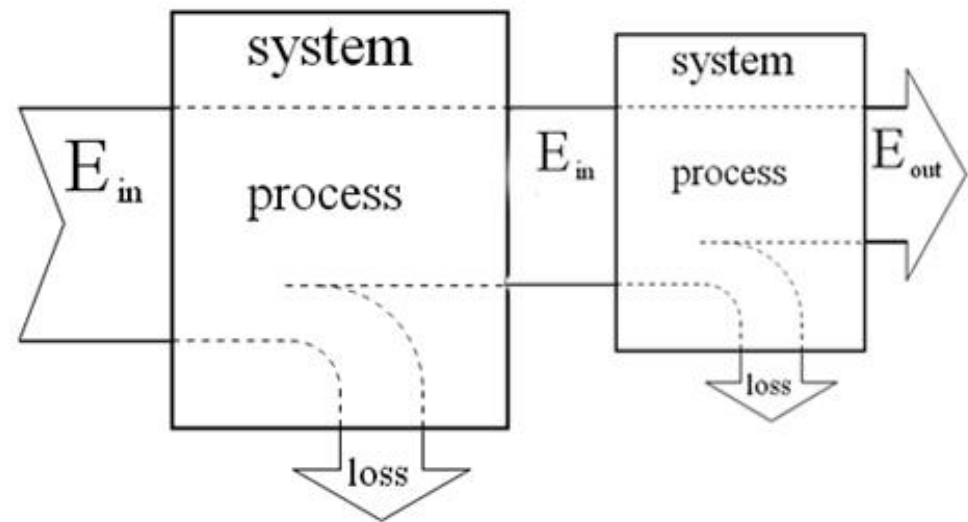 system
E in
process
loss
E in
system
process
E out
loss